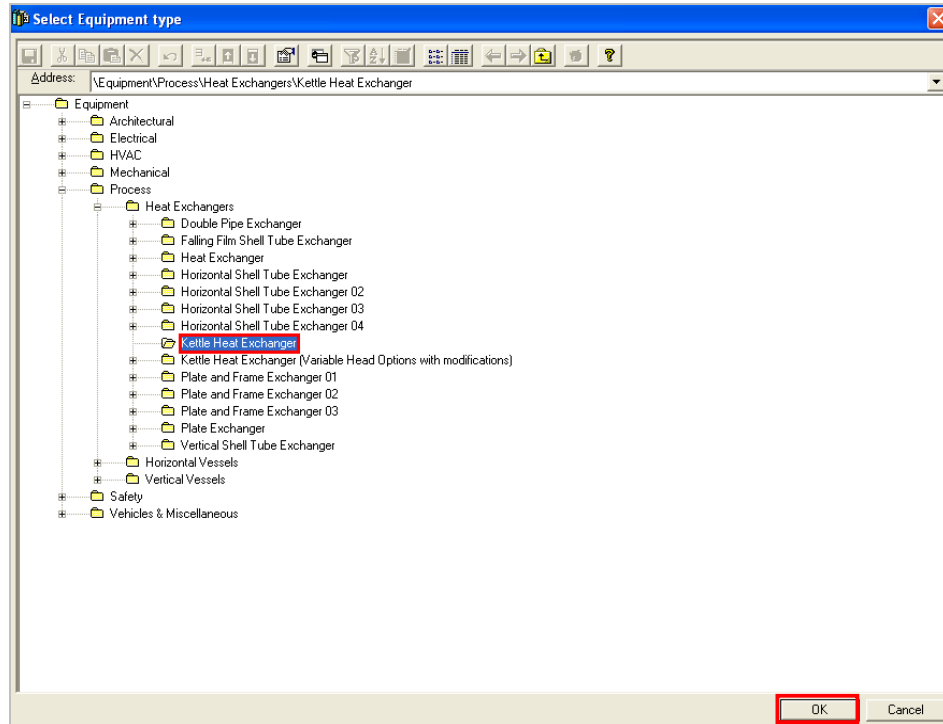 Select Equipment type
Address: \Equipment\Process\Heat Exchangers\Kettle Heat Exchanger
Equipment
Architectural
Electrical
HVAC
Mechanical
Process
Heat Exchangers
Double Pipe Exchanger
Falling Film Shell Tube Exchanger
Heat Exchanger
Horizontal Shell Tube Exchanger
Horizontal Shell Tube Exchanger 02
Horizontal Shell Tube Exchanger 03
Horizontal Shell Tube Exchanger 04
Kettle Heat Exchanger
Kettle Heat Exchanger (Variable Head Options with modifications)
Plate and Frame Exchanger 01
Plate and Frame Exchanger 02
Plate and Frame Exchanger 03
Plate Exchanger
Vertical Shell Tube Exchanger
Horizontal Vessels
Vertical Vessels
Safety
Vehicles & Miscellaneous
OK Cancel